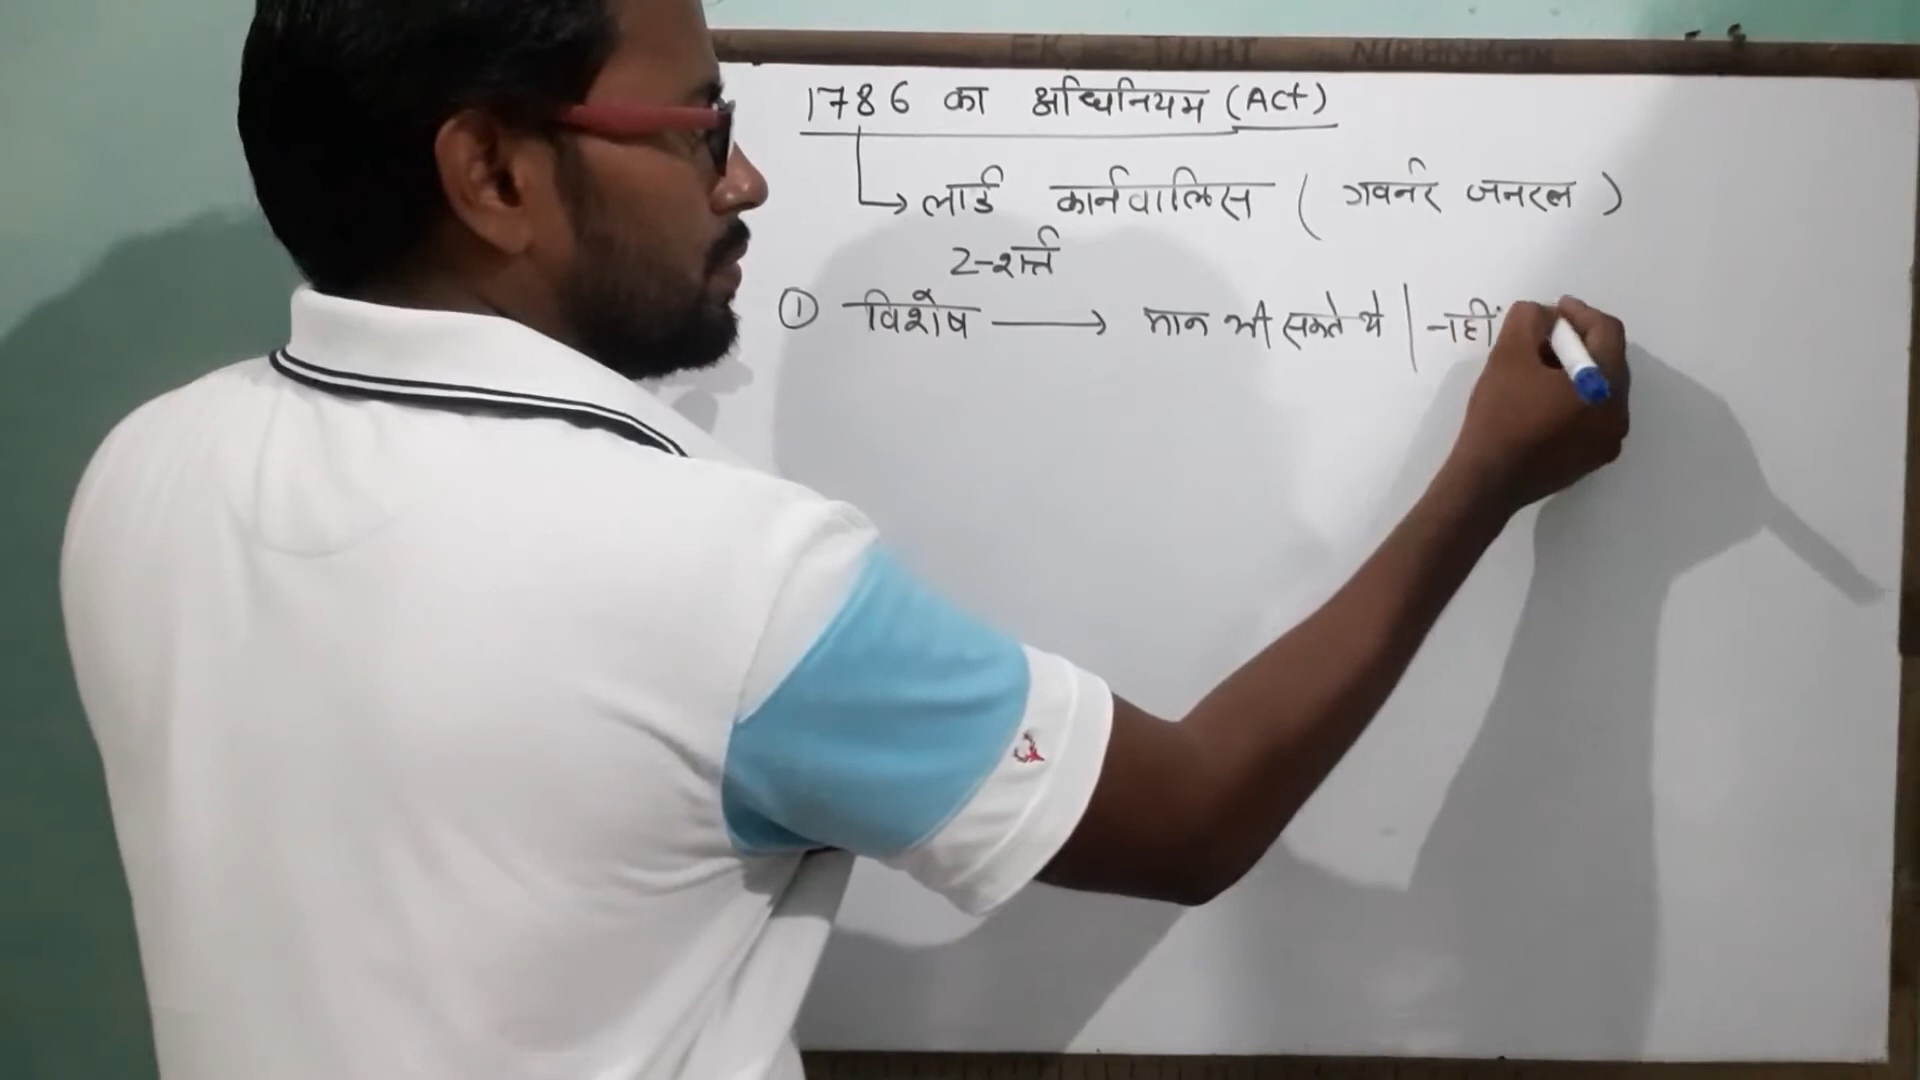 1786 का अधिनियम (Act)
लार्ड कार्नवालिस ( गवर्नर जनरल )
2-शर्त्त
① विशेष → मान भी सकते थे | नहीं